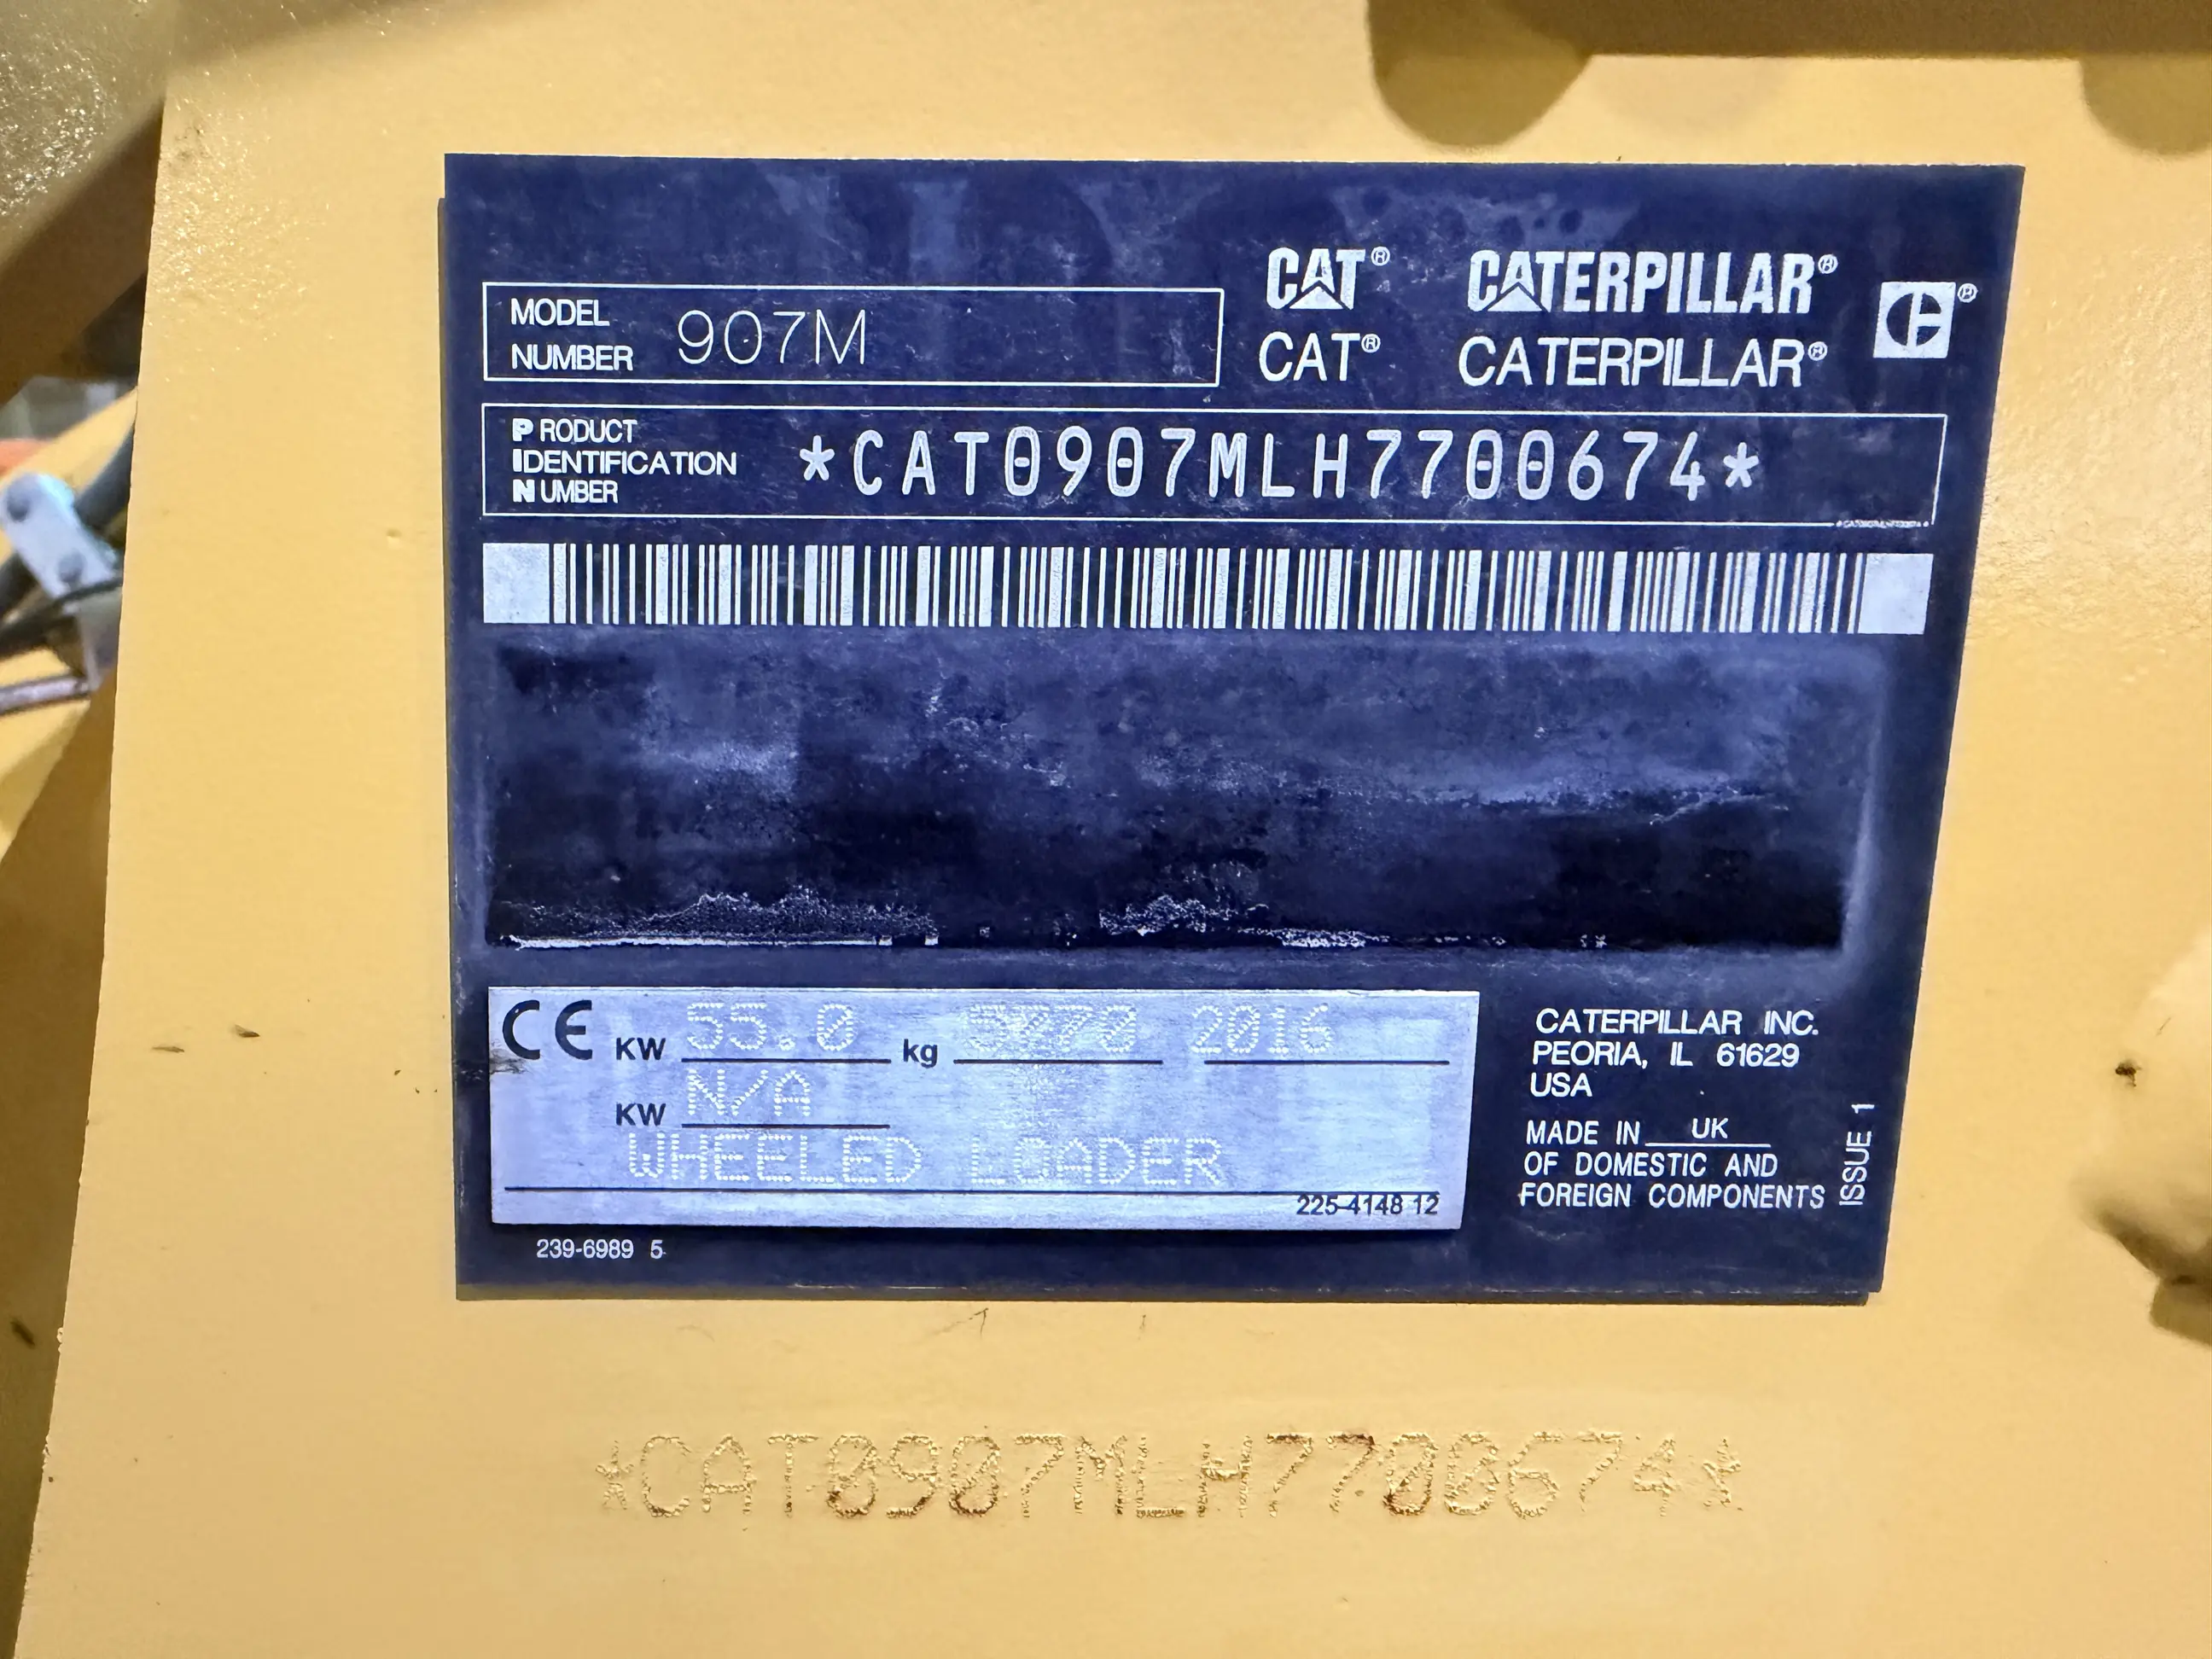 CAT® CATERPILLAR®
MODEL NUMBER 907M
CAT® CATERPILLAR®
PRODUCT IDENTIFICATION NUMBER
*CAT0907MLH7700674*
CE KW 55.0 kg 5770 2016
KW N/A
WHEELED LOADER
225-4148 12
239-6989 5
CATERPILLAR INC.
PEORIA, IL 61629
USA
MADE IN UK
OF DOMESTIC AND
FOREIGN COMPONENTS
ISSUE 1
*CAT0907MLH7700674*